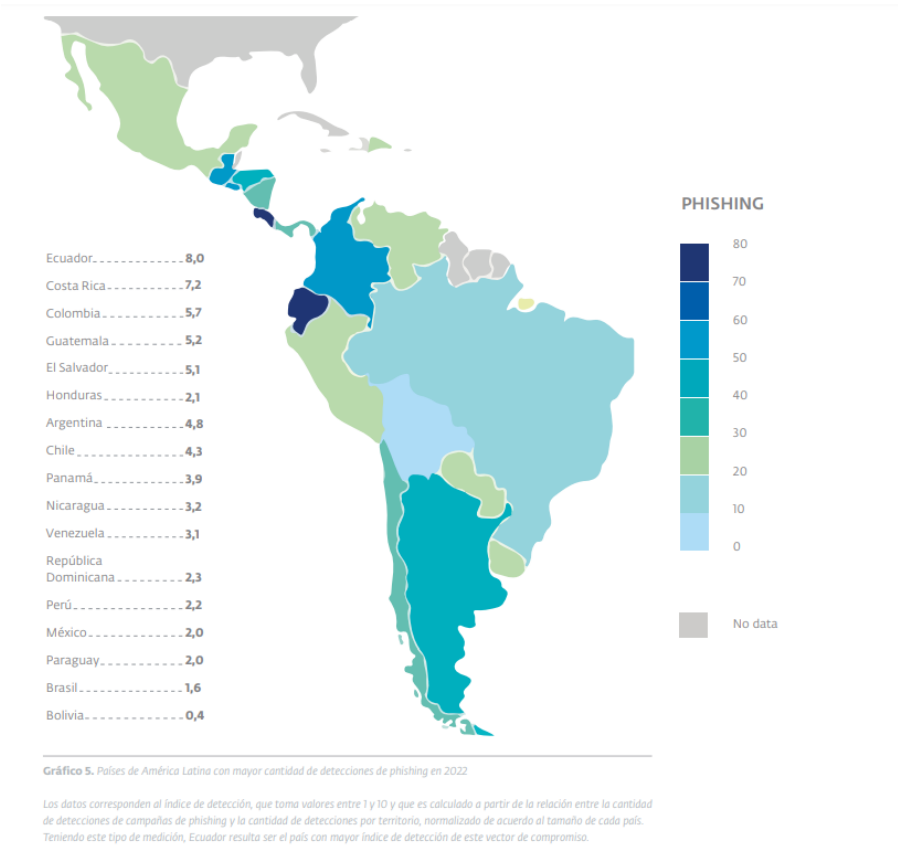 PHISHING
80
70
60
50
40
30
20
10
0
No data
Ecuador 8,0
Costa Rica 7,2
Colombia 5,7
Guatemala 5,2
El Salvador 5,1
Honduras 2,1
Argentina 4,8
Chile 4,3
Panamá 3,9
Nicaragua 3,2
Venezuela 3,1
República
Dominicana 2,3
Perú 2,2
México 2,0
Paraguay 2,0
Brasil 1,6
Bolivia 0,4
Gráfico 5. Países de América Latina con mayor cantidad de detecciones de phishing en 2022
Los datos corresponden al índice de detección, que toma valores entre 1 y 10 y que es calculado a partir de la relación entre la cantidad
de detecciones de campañas de phishing y la cantidad de detecciones por territorio, normalizado de acuerdo al tamaño de cada país.
Teniendo este tipo de medición, Ecuador resulta ser el país con mayor índice de detección de este vector de compromiso.